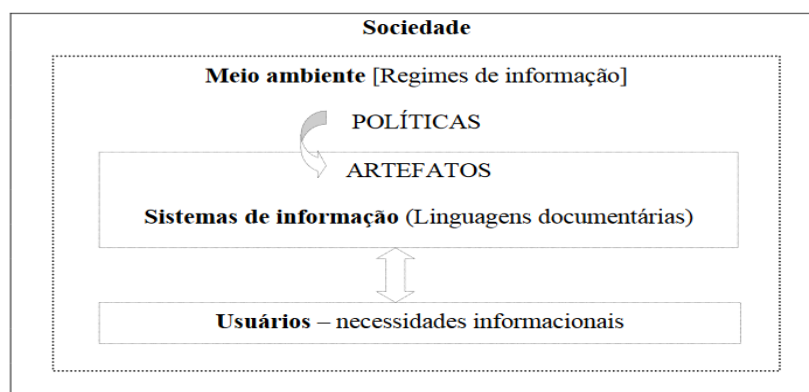 Sociedade
Meio ambiente [Regimes de informação]
POLÍTICAS
ARTEFATOS
Sistemas de informação (Linguagens documentárias)
Usuários – necessidades informacionais